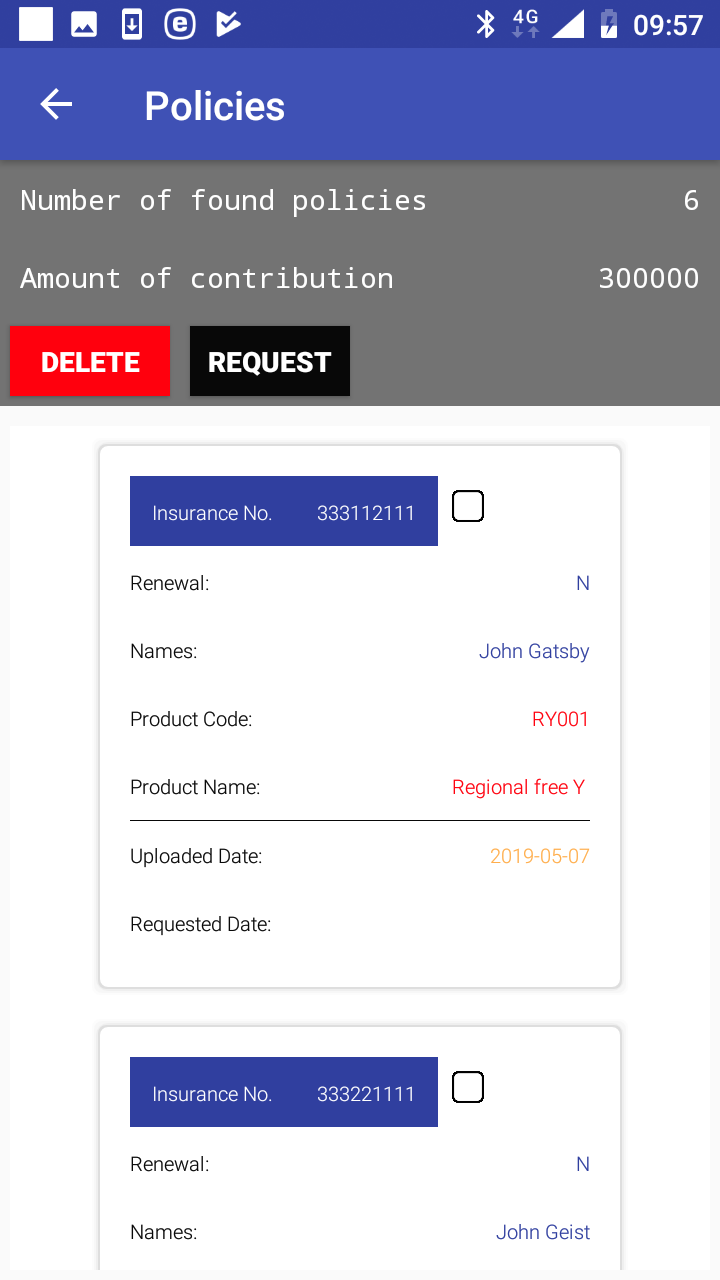 4G 09:57
Policies
Number of found policies 6
Amount of contribution 300000
DELETE REQUEST
Insurance No. 333112111
Renewal: N
Names: John Gatsby
Product Code: RY001
Product Name: Regional free Y
Uploaded Date: 2019-05-07
Requested Date:
Insurance No. 333221111
Renewal: N
Names: John Geist